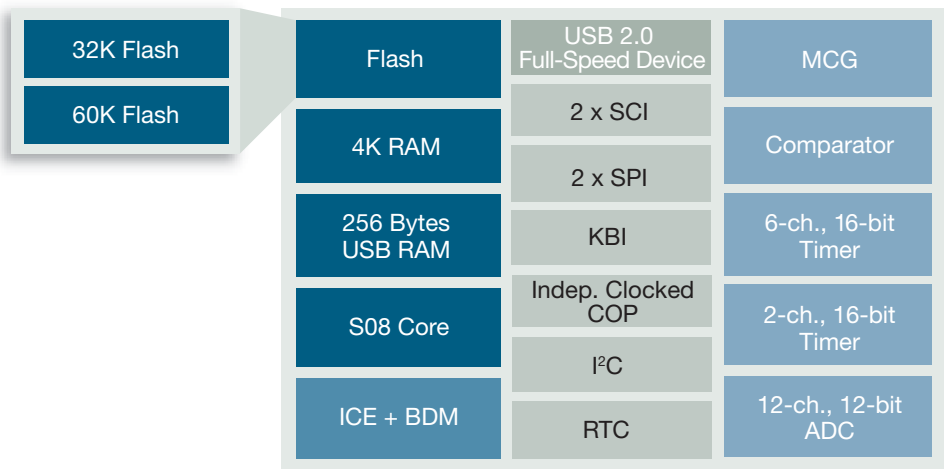 32K Flash
60K Flash
Flash
4K RAM
256 Bytes
USB RAM
S08 Core
ICE + BDM
USB 2.0
Full-Speed Device
2 x SCI
2 x SPI
KBI
Indep. Clocked
COP
I²C
RTC
MCG
Comparator
6-ch., 16-bit
Timer
2-ch., 16-bit
Timer
12-ch., 12-bit
ADC